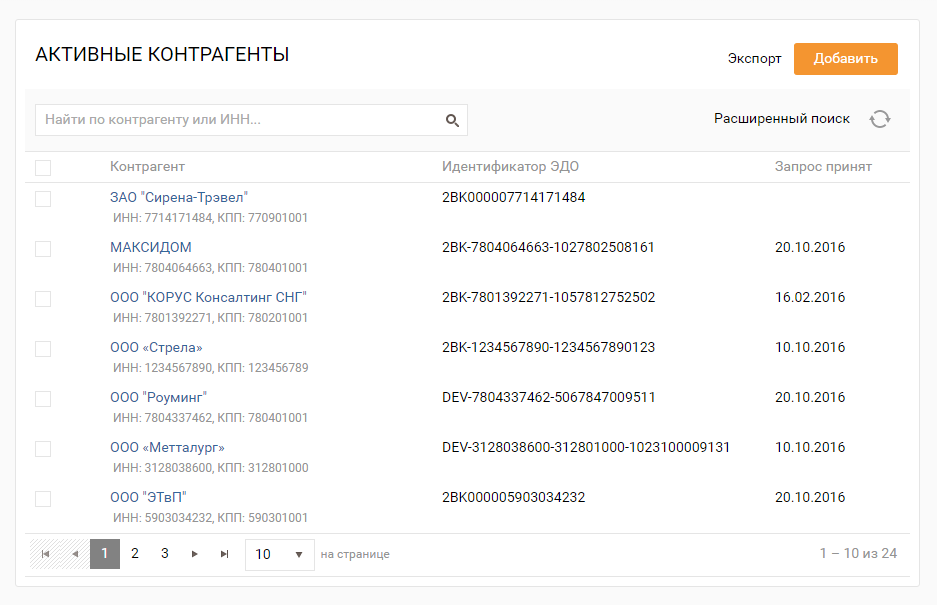 АКТИВНЫЕ КОНТРАГЕНТЫ
Экспорт Добавить
Найти по контрагенту или ИНН... Расширенный поиск
Контрагент Идентификатор ЭДО Запрос принят
ЗАО "Сирена-Трэвел" 2BK000007714171484
ИНН: 7714171484, КПП: 770901001
МАКСИДОМ 2BK-7804064663-1027802508161 20.10.2016
ИНН: 7804064663, КПП: 780401001
ООО "КОРУС Консалтинг СНГ" 2BK-7801392271-1057812752502 16.02.2016
ИНН: 7801392271, КПП: 780201001
ООО «Стрела» 2BK-1234567890-1234567890123 10.10.2016
ИНН: 1234567890, КПП: 123456789
ООО "Роуминг" DEV-7804337462-5067847009511 20.10.2016
ИНН: 7804337462, КПП: 780401001
ООО «Метталург» DEV-3128038600-312801000-1023100009131 10.10.2016
ИНН: 3128038600, КПП: 312801000
ООО "ЭТвП" 2BK000005903034232 20.10.2016
ИНН: 5903034232, КПП: 590301001
1 2 3 10 на странице 1 – 10 из 24